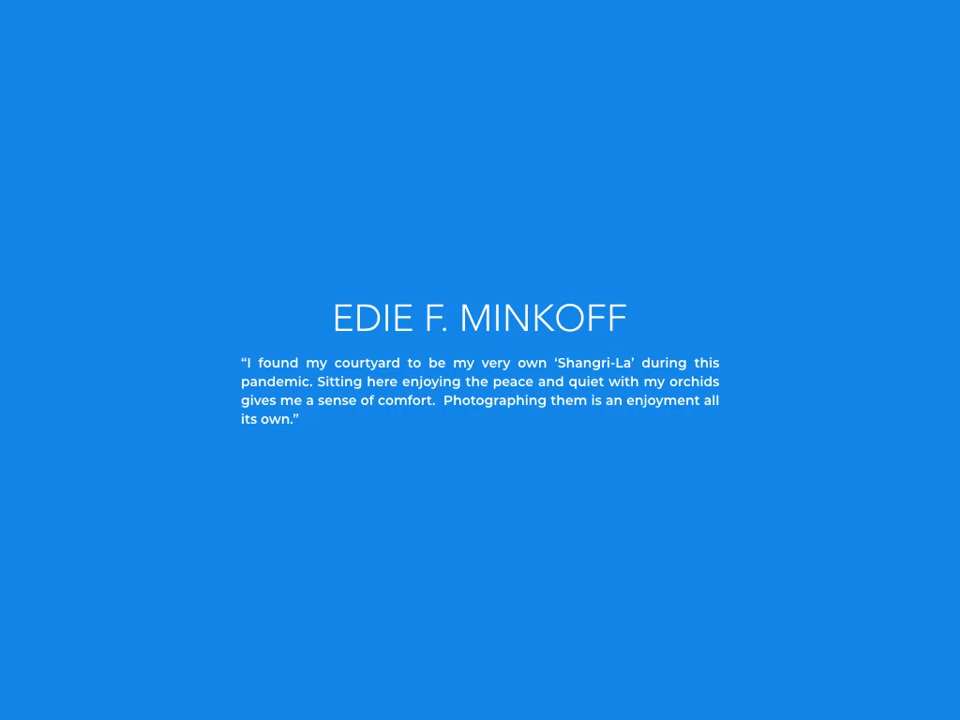 EDIE F. MINKOFF
“I found my courtyard to be my very own ‘Shangri-La’ during this
pandemic. Sitting here enjoying the peace and quiet with my orchids
gives me a sense of comfort.  Photographing them is an enjoyment all
its own.”